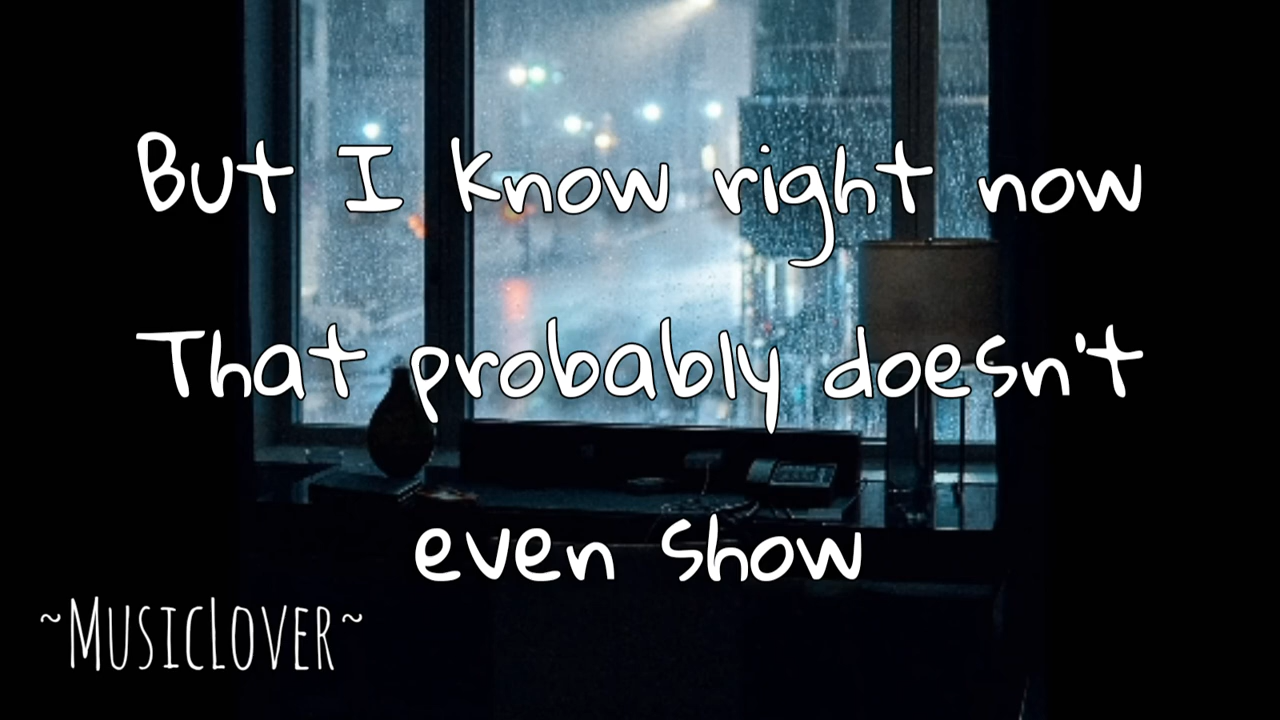 But I know right now
That probably doesn't
even show
~MusicLover~